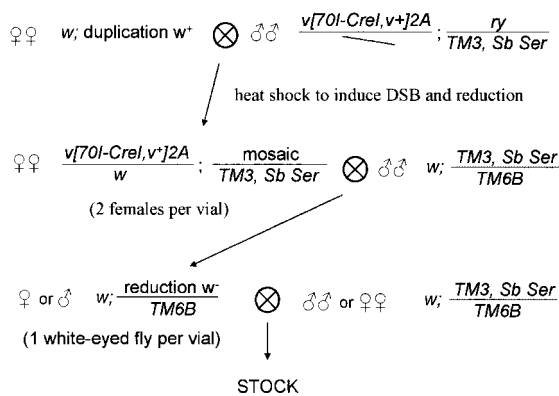 ♀♀ w; duplication w⁺ ⊗ ♂♂ v[70I-CreI,v+]2A ; ry / TM3, Sb Ser
heat shock to induce DSB and reduction
♀♀ v[70I-CreI,v⁺]2A / w ; mosaic / TM3, Sb Ser ⊗ ♂♂ w; TM3, Sb Ser / TM6B
(2 females per vial)
♀ or ♂ w; reduction w⁻ / TM6B ⊗ ♂♂ or ♀♀ w; TM3, Sb Ser / TM6B
(1 white-eyed fly per vial)
STOCK